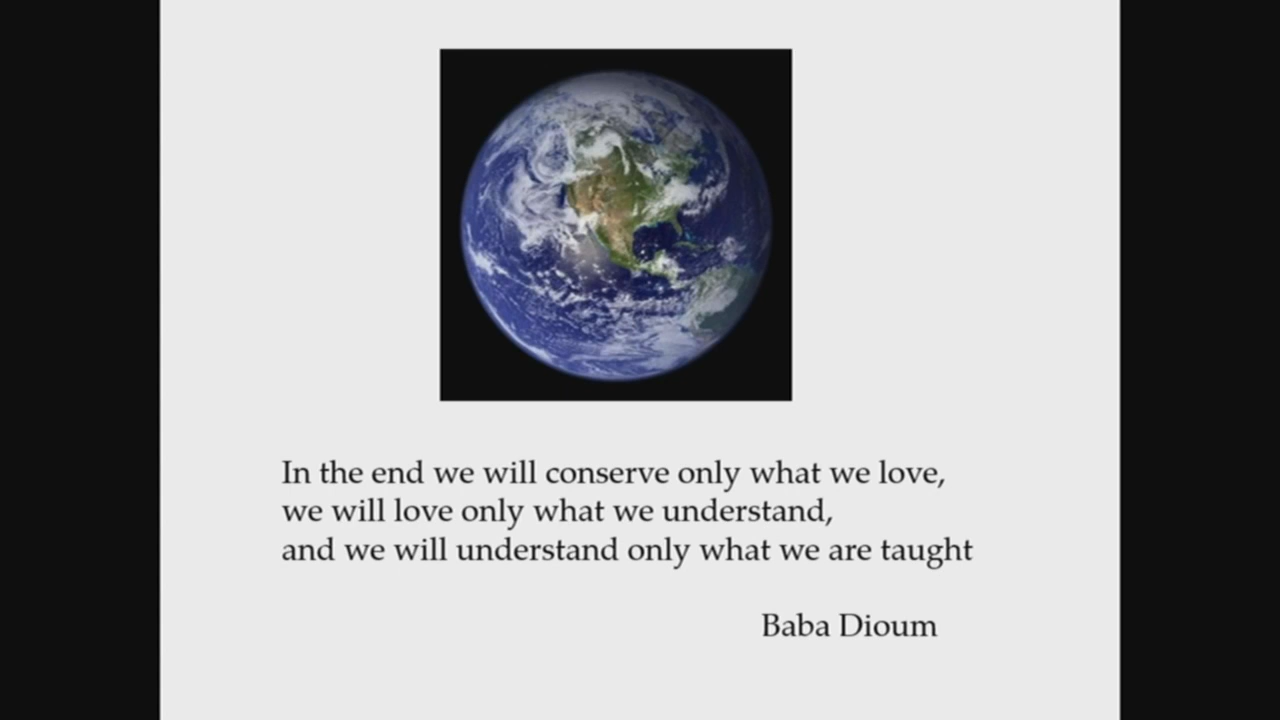 In the end we will conserve only what we love,
we will love only what we understand,
and we will understand only what we are taught
Baba Dioum